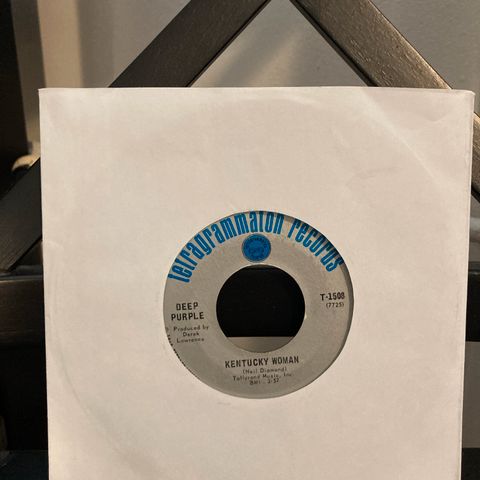 tetragrammaton records
DEEP
PURPLE
Produced by
Derek
Lawrence
T-1508
(7725)
KENTUCKY WOMAN
(Neil Diamond)
Tallyrand Music, Inc.
BMI - 3:57